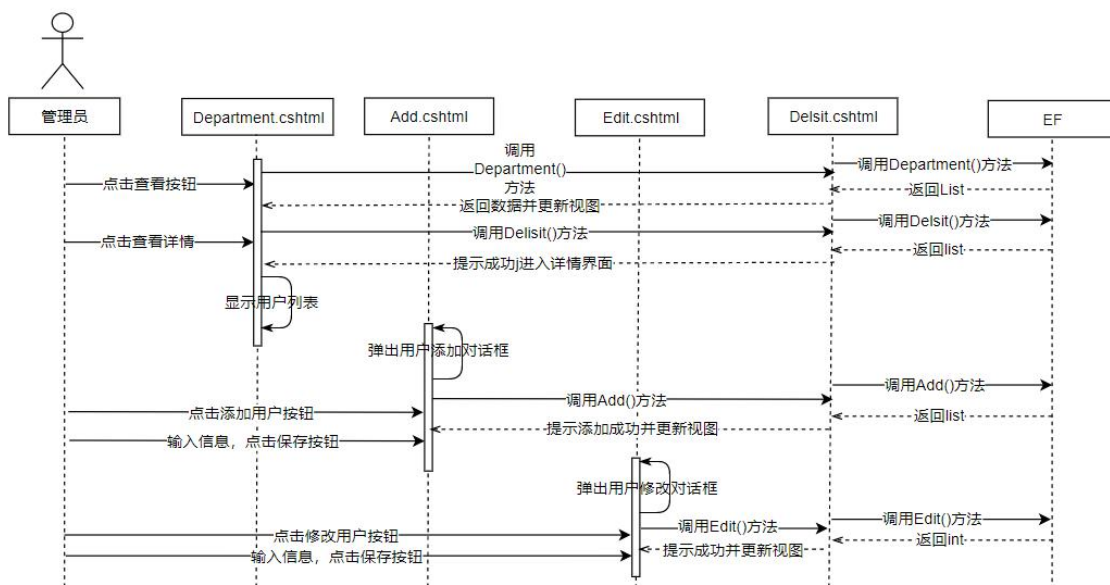 管理员
Department.cshtml
Add.cshtml
Edit.cshtml
Delsit.cshtml
EF
调用
Department()
方法
调用Department()方法
点击查看按钮
返回List
返回数据并更新视图
调用Delsit()方法
点击查看详情
调用Delisit()方法
返回list
提示成功j进入详情界面
显示用户列表
弹出用户添加对话框
调用Add()方法
调用Add()方法
点击添加用户按钮
返回list
提示添加成功并更新视图
输入信息，点击保存按钮
弹出用户修改对话框
调用Edit()方法
调用Edit()方法
点击修改用户按钮
返回int
提示成功并更新视图
输入信息，点击保存按钮